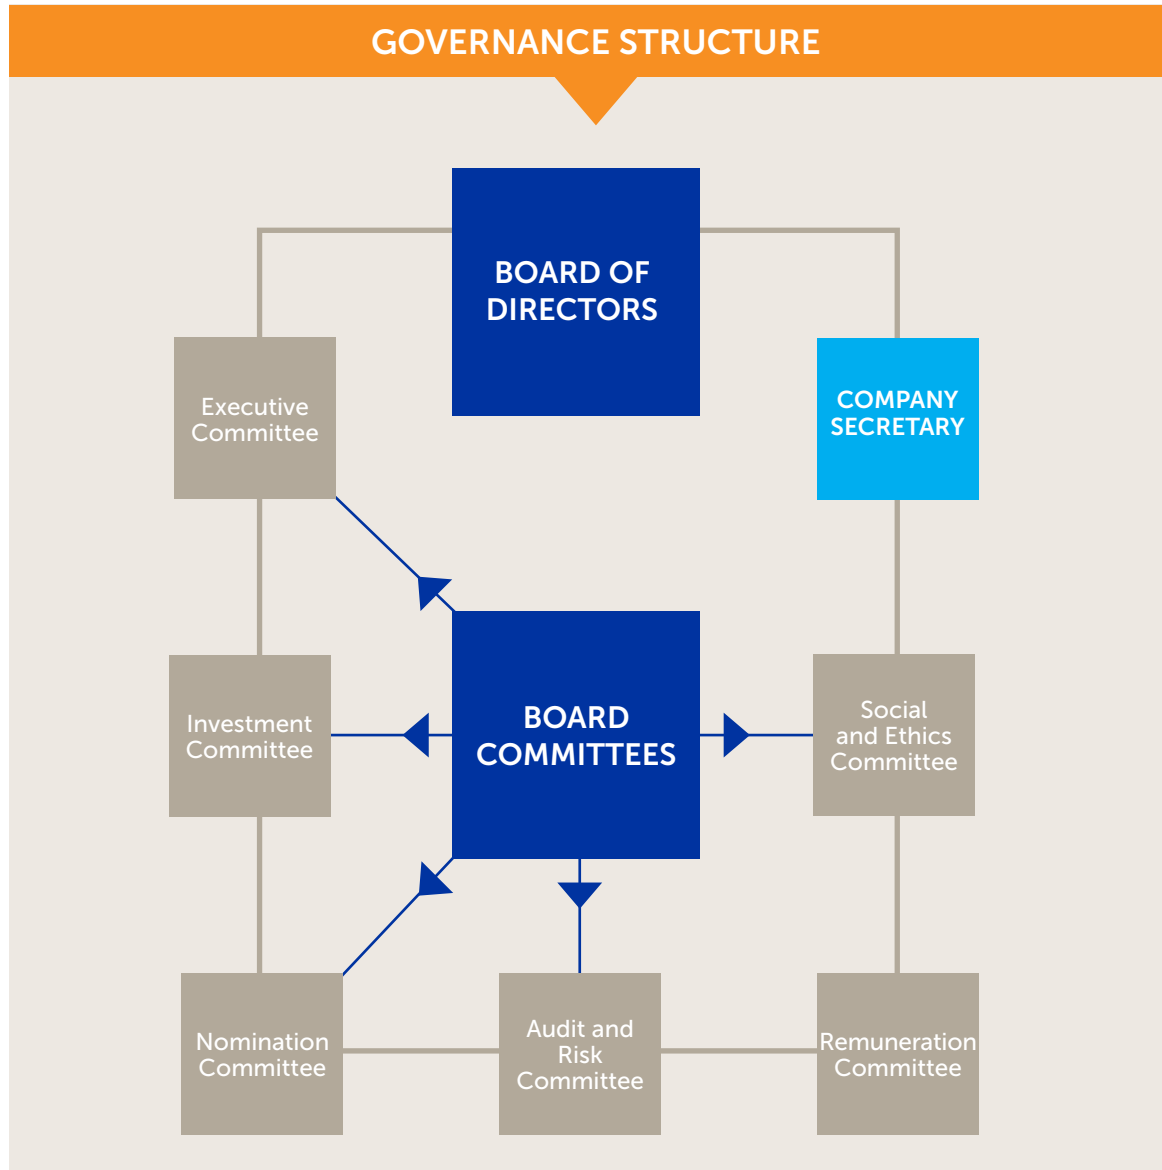 GOVERNANCE STRUCTURE
BOARD OF
DIRECTORS
Executive
Committee
COMPANY
SECRETARY
Investment
Committee
BOARD
COMMITTEES
Social
and Ethics
Committee
Nomination
Committee
Audit and
Risk
Committee
Remuneration
Committee